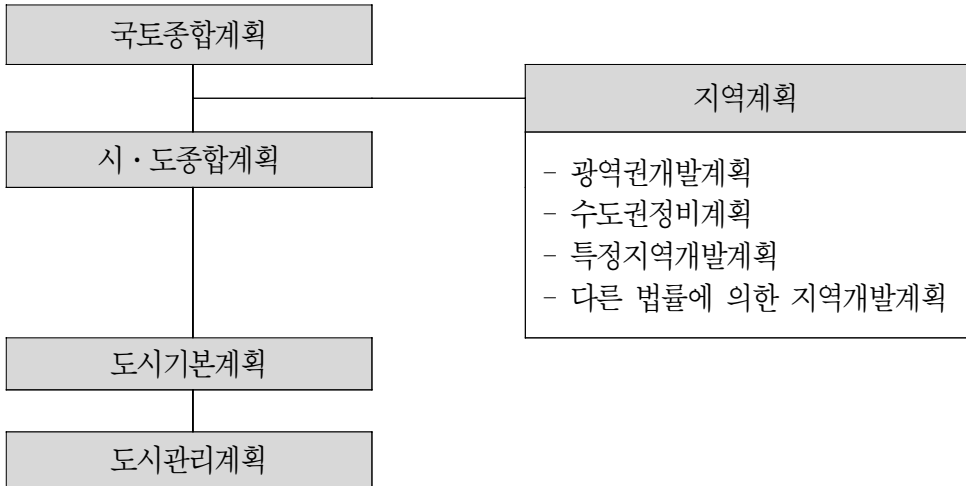 국토종합계획
지역계획
시·도종합계획
- 광역권개발계획
- 수도권정비계획
- 특정지역개발계획
- 다른 법률에 의한 지역개발계획
도시기본계획
도시관리계획